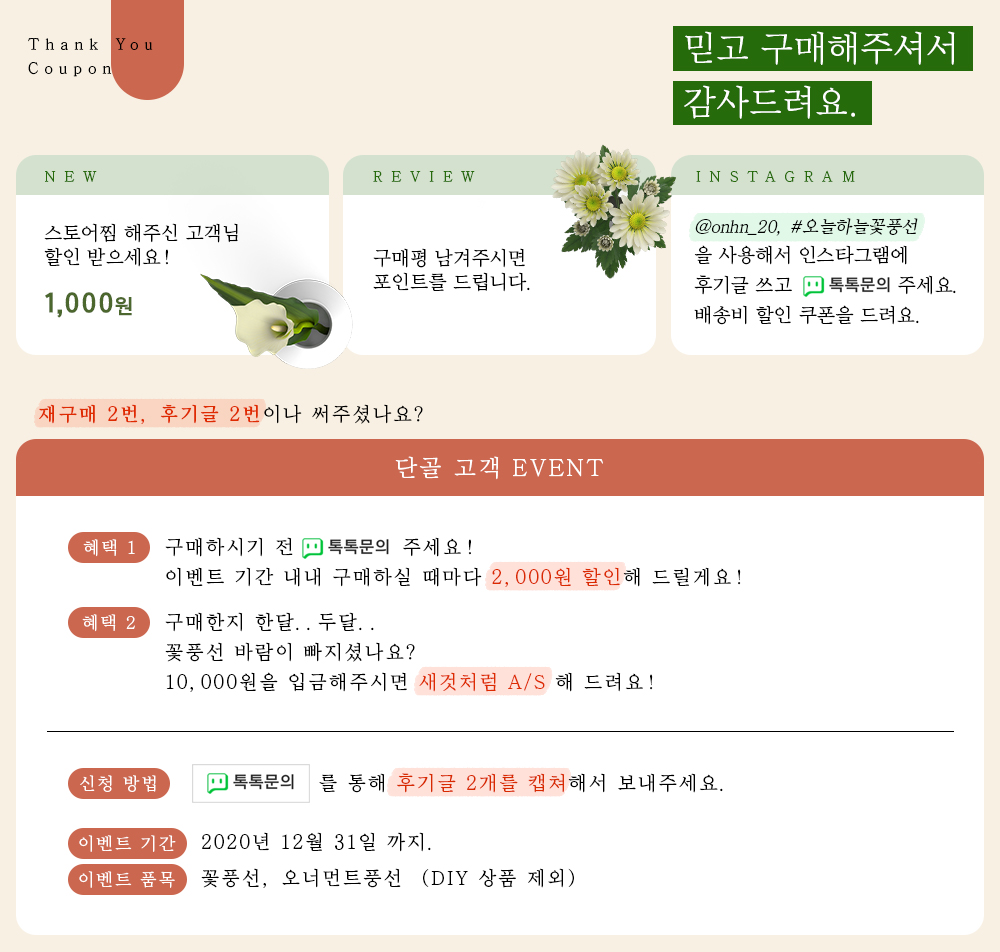 Thank You
Coupon
믿고 구매해주셔서
감사드려요.
NEW
스토어찜 해주신 고객님
할인 받으세요!
1,000원
REVIEW
구매평 남겨주시면
포인트를 드립니다.
INSTAGRAM
@onhn_20, #오늘하늘꽃풍선
을 사용해서 인스타그램에
후기글 쓰고 톡톡문의 주세요.
배송비 할인 쿠폰을 드려요.
재구매 2번, 후기글 2번이나 써주셨나요?
단골 고객 EVENT
혜택 1 구매하시기 전 톡톡문의 주세요!
이벤트 기간 내내 구매하실 때마다 2,000원 할인해 드릴게요!
혜택 2 구매한지 한달..두달..
꽃풍선 바람이 빠지셨나요?
10,000원을 입금해주시면 새것처럼 A/S 해 드려요!
신청 방법 톡톡문의 를 통해 후기글 2개를 캡쳐해서 보내주세요.
이벤트 기간 2020년 12월 31일 까지.
이벤트 품목 꽃풍선, 오너먼트풍선 (DIY 상품 제외)